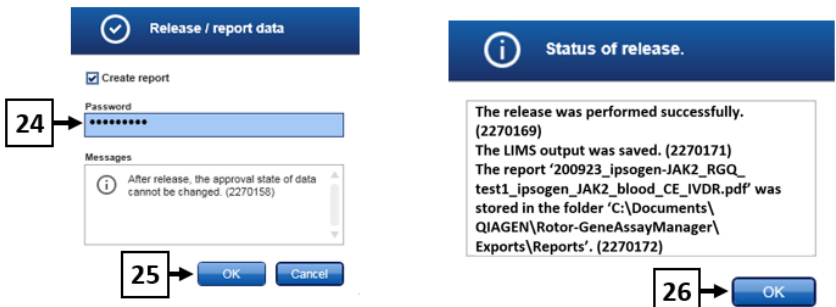 Release / report data
Create report
24
Password
•••••••••
Messages
After release, the approval state of data
cannot be changed. (2270158)
25
OK
Cancel
Status of release.
The release was performed successfully.
(2270169)
The LIMS output was saved. (2270171)
The report '200923_ipsogen-JAK2_RGQ_
test1_ipsogen_JAK2_blood_CE_IVDR.pdf' was
stored in the folder 'C:\Documents\
QIAGEN\Rotor-GeneAssayManager\
Exports\Reports'. (2270172)
26
OK